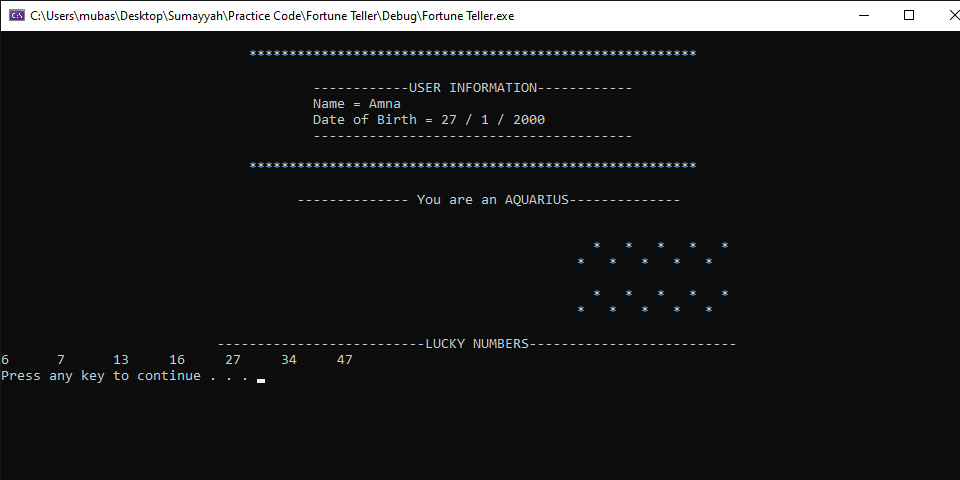 C:\Users\mubas\Desktop\Sumayyah\Practice Code\Fortune Teller\Debug\Fortune Teller.exe
********************************************************
------------USER INFORMATION------------
Name = Amna
Date of Birth = 27 / 1 / 2000
----------------------------------------
********************************************************
-------------- You are an AQUARIUS--------------
* * * * *
* * * * *
* * * * *
* * * * *
--------------------------LUCKY NUMBERS--------------------------
6 7 13 16 27 34 47
Press any key to continue . . .